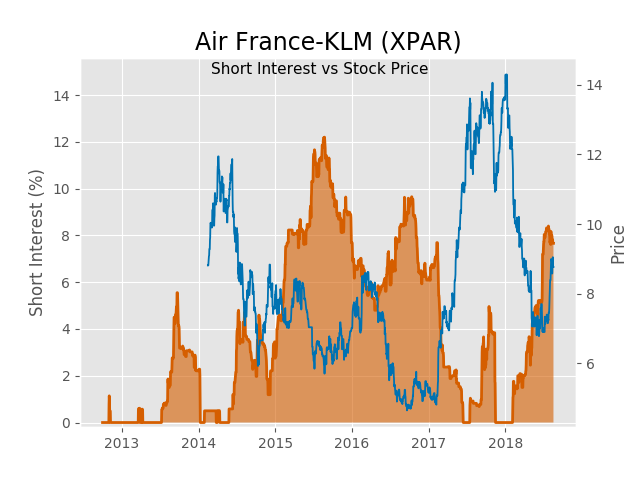 Air France-KLM (XPAR)
Short Interest vs Stock Price
Short Interest (%)
14
12
10
8
6
4
2
0
14
12
10
8
6
Price
2013 2014 2015 2016 2017 2018